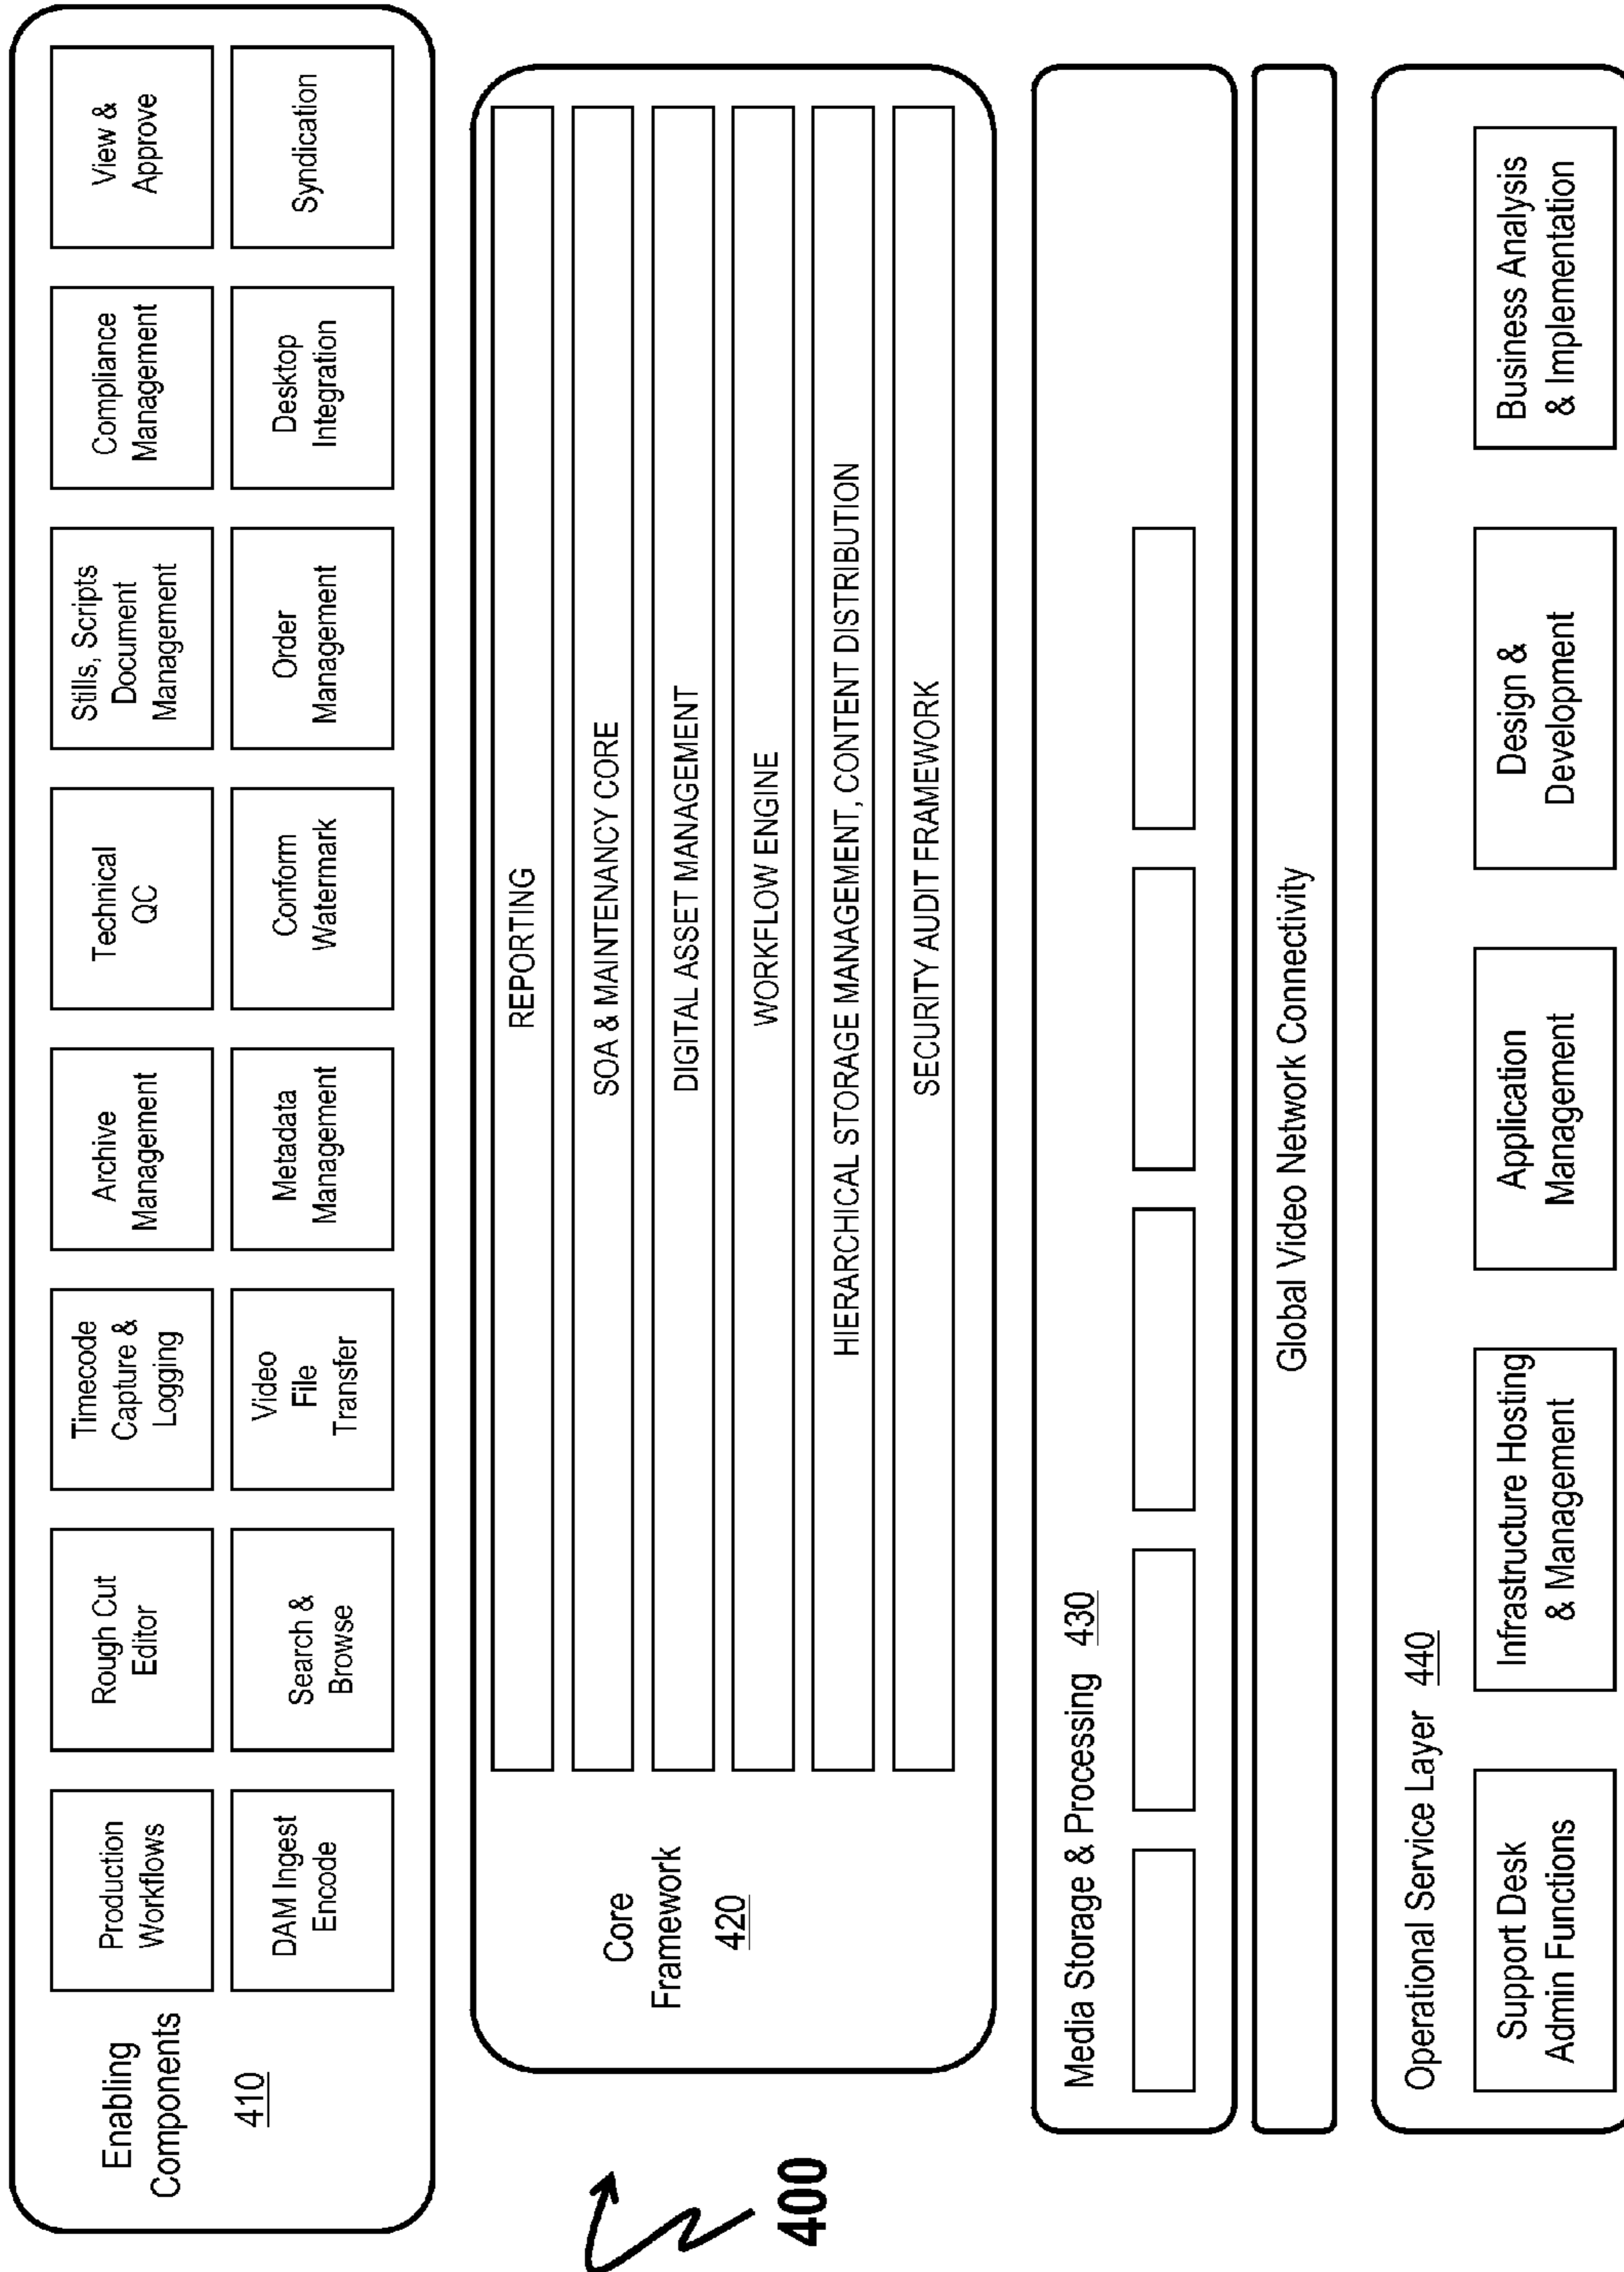 Enabling
Components
410
Production
Workflows
Rough Cut
Editor
Timecode
Capture &
Logging
Archive
Management
Technical
QC
Stills, Scripts
Document
Management
Compliance
Management
View &
Approve
DAM Ingest
Encode
Search &
Browse
Video
File
Transfer
Metadata
Management
Conform
Watermark
Order
Management
Desktop
Integration
Syndication
Core
Framework
420
REPORTING
SOA & MAINTENANCY CORE
DIGITAL ASSET MANAGEMENT
WORKFLOW ENGINE
HIERARCHICAL STORAGE MANAGEMENT, CONTENT DISTRIBUTION
SECURITY AUDIT FRAMEWORK
400
Media Storage & Processing 430
Global Video Network Connectivity
Operational Service Layer 440
Support Desk
Admin Functions
Infrastructure Hosting
& Management
Application
Management
Design &
Development
Business Analysis
& Implementation